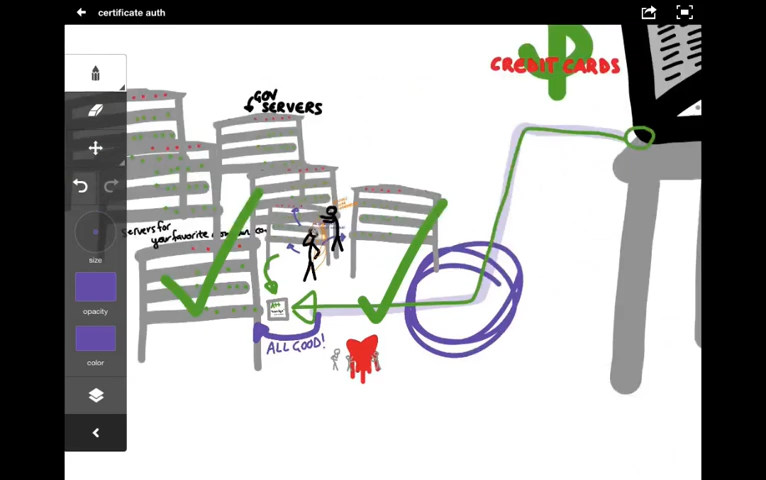 certificate auth
CREDIT CARDS
GOV
SERVERS
servers for
your favorite
size
ALL GOOD!
opacity
color